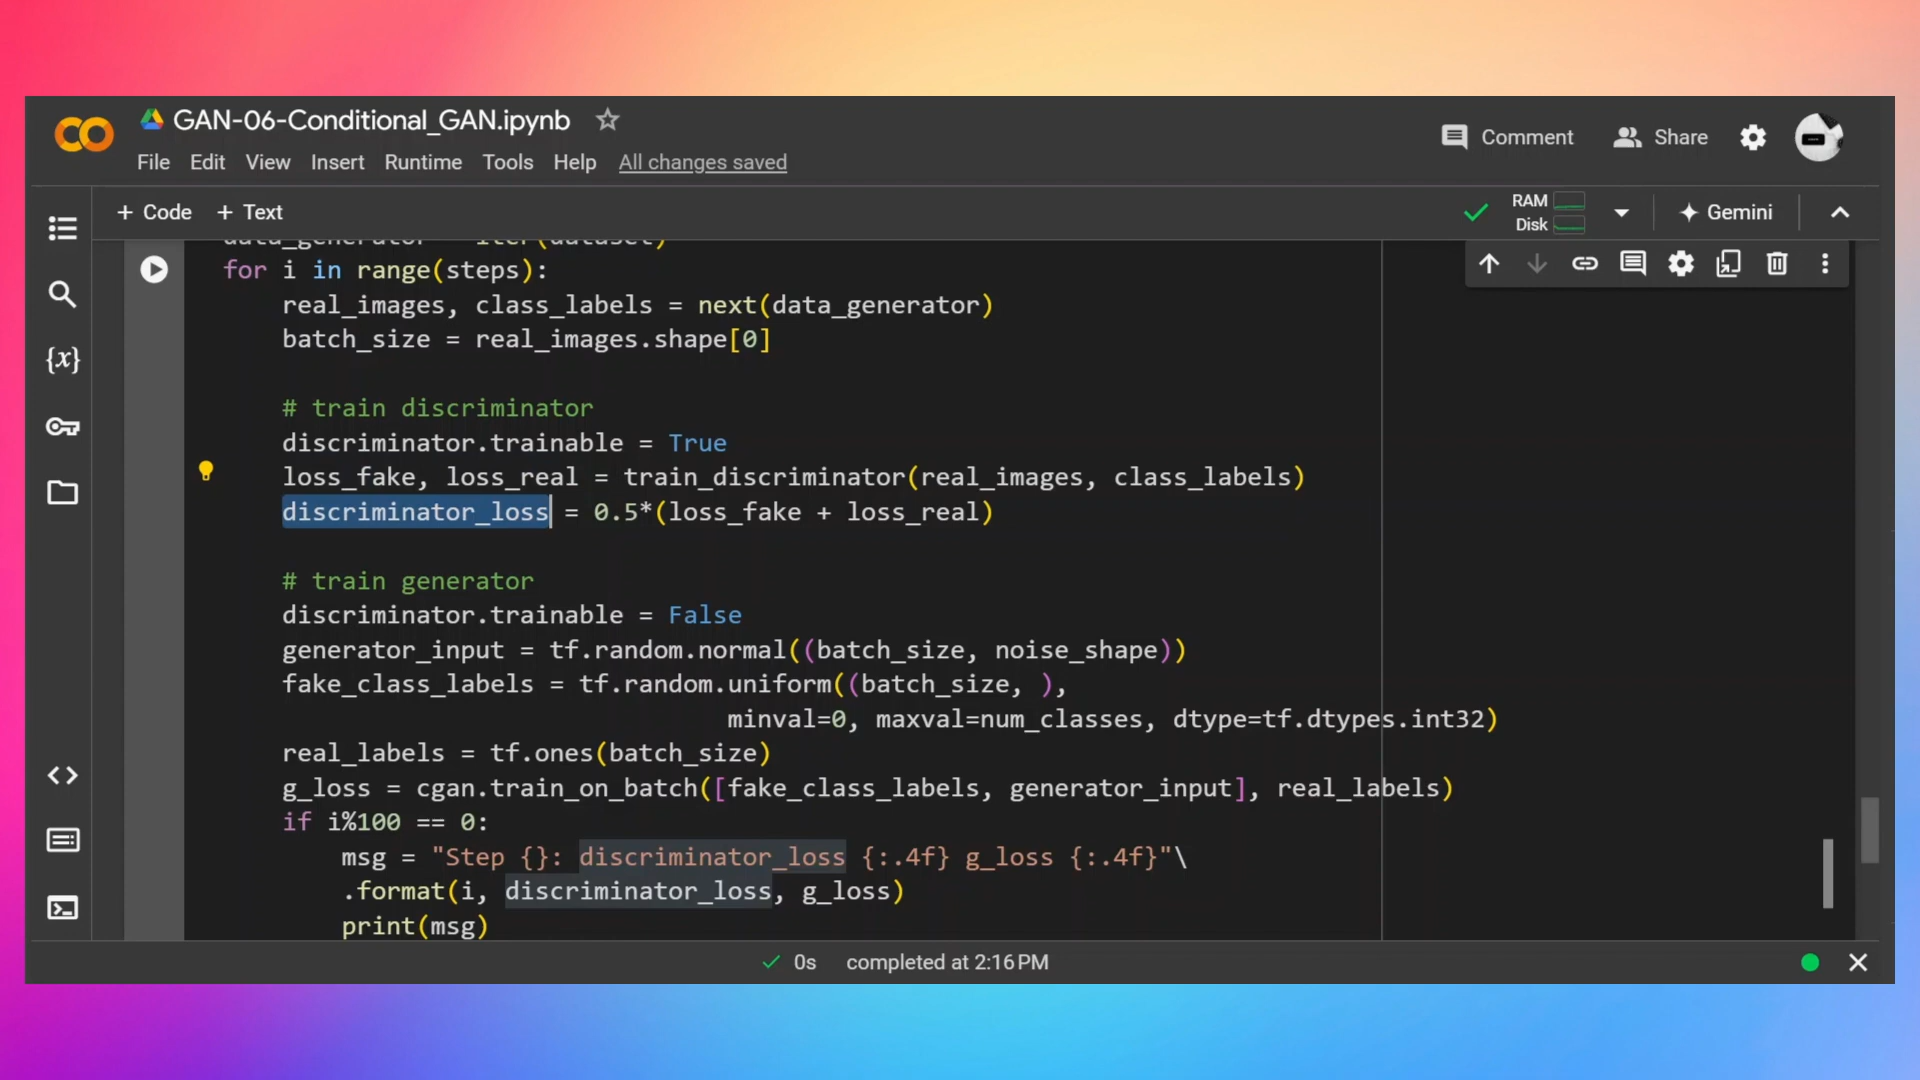 GAN-06-Conditional_GAN.ipynb
Comment
Share
File Edit View Insert Runtime Tools Help All changes saved
+ Code + Text
RAM
Disk
Gemini
data_generator = iter(dataset)
for i in range(steps):
real_images, class_labels = next(data_generator)
batch_size = real_images.shape[0]
# train discriminator
discriminator.trainable = True
loss_fake, loss_real = train_discriminator(real_images, class_labels)
discriminator_loss = 0.5*(loss_fake + loss_real)
# train generator
discriminator.trainable = False
generator_input = tf.random.normal((batch_size, noise_shape))
fake_class_labels = tf.random.uniform((batch_size, ),
minval=0, maxval=num_classes, dtype=tf.dtypes.int32)
real_labels = tf.ones(batch_size)
g_loss = cgan.train_on_batch([fake_class_labels, generator_input], real_labels)
if i%100 == 0:
msg = "Step {}: discriminator_loss {:.4f} g_loss {:.4f}"\
.format(i, discriminator_loss, g_loss)
print(msg)
0s completed at 2:16 PM